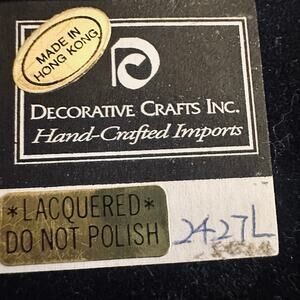 MADE IN
HONG KONG
DECORATIVE CRAFTS INC.
Hand-Crafted Imports
*LACQUERED*
DO NOT POLISH
2427L